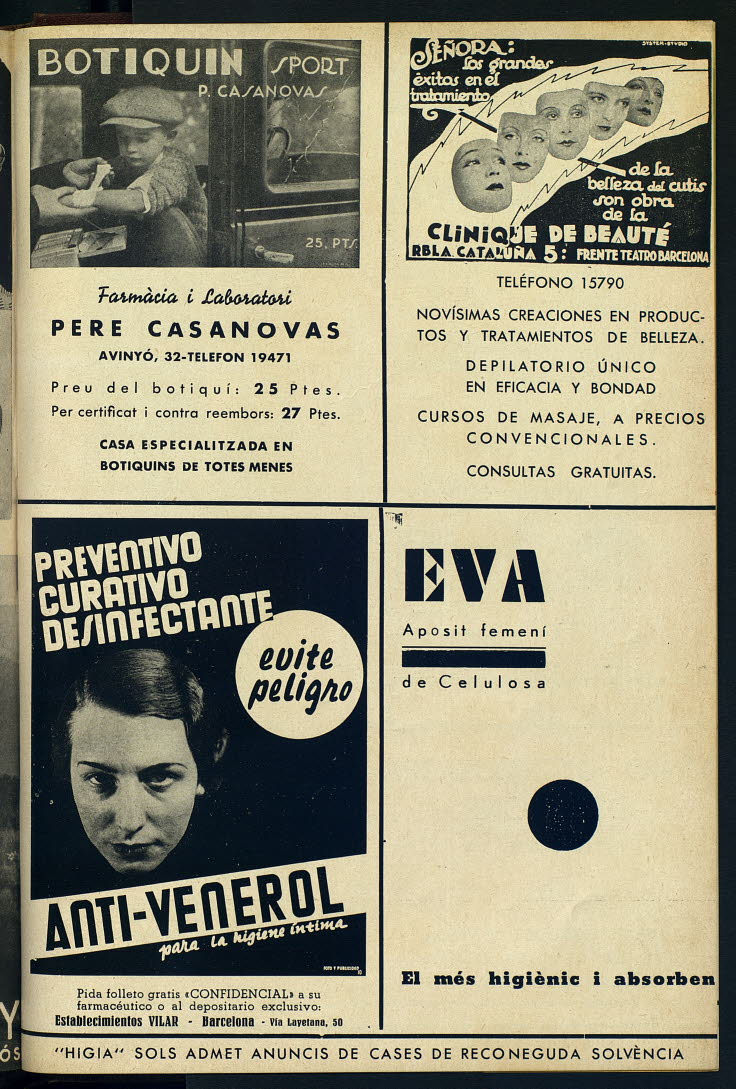 BOTIQUIN SPORT
P. CASANOVAS
25. PTS
Farmàcia i Laboratori
PERE CASANOVAS
AVINYÓ, 32-TELEFON 19471
Preu del botiquí: 25 Ptes.
Per certificat i contra reembors: 27 Ptes.
CASA ESPECIALITZADA EN
BOTIQUINS DE TOTES MENES
SYSTEM-STVDIO
SEÑORA:
los grandes
éxitos en el
tratamiento
de la
belleza del cutis
son obra
de la
CLINIQUE DE BEAUTÉ
RBLA. CATALUÑA 5: FRENTE TEATRO BARCELONA
TELÉFONO 15790
NOVÍSIMAS CREACIONES EN PRODUC-
TOS Y TRATAMIENTOS DE BELLEZA.
DEPILATORIO ÚNICO
EN EFICACIA Y BONDAD
CURSOS DE MASAJE, A PRECIOS
CONVENCIONALES.
CONSULTAS GRATUITAS.
PREVENTIVO
CURATIVO
DESINFECTANTE
evite
peligro
ANTI-VENEROL
para la higiene íntima
FOTO Y PUBLICIDAD
Pida folleto gratis «CONFIDENCIAL» a su
farmacéutico o al depositario exclusivo:
Establecimientos VILAR - Barcelona - Vía Layetana, 50
EVA
Aposit femení
de Celulosa
El més higiènic i absorben
"HIGIA" SOLS ADMET ANUNCIS DE CASES DE RECONEGUDA SOLVÈNCIA
Y
ÓS